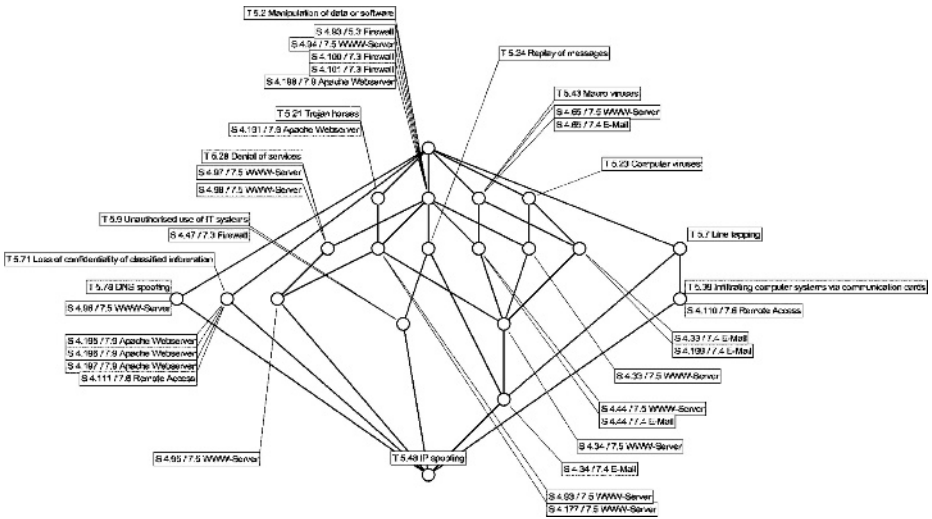 T 5.2 Manipulation of data or software
S 4.93 / 5.3 Firewall
S 4.94 / 7.5 WWW-Server
S 4.100 / 7.3 Firewall
S 4.101 / 7.3 Firewall
Apache Webserver
T 5.24 Replay of messages
T 5.43 Macro viruses
S 4.65 / 7.5 WWW-Server
S 4.65 / 7.4 E-Mail
T 5.21 Trojan horses
S 4.191 / 7.9 Apache Webserver
T 5.28 Denial of services
S 4.97 / 7.5 WWW-Server
S 4.98 / 7.5 WWW-Server
T 5.23 Computer viruses
T 5.9 Unauthorised use of IT systems
S 4.47 / 7.3 Firewall
T 5.7 Line tapping
T 5.71 Loss of confidentiality of classified information
T 5.78 DNS spoofing
S 4.96 / 7.5 WWW-Server
T 5.39 Infiltrating computer systems via communication cards
S 4.110 / 7.6 Remote Access
S 4.195 / 7.9 Apache Webserver
S 4.196 / 7.9 Apache Webserver
S 4.197 / 7.9 Apache Webserver
S 4.111 / 7.6 Remote Access
S 4.33 / 7.4 E-Mail
S 4.199 / 7.4 E-Mail
S 4.33 / 7.5 WWW-Server
S 4.44 / 7.5 WWW-Server
S 4.44 / 7.4 E-Mail
S 4.34 / 7.5 WWW-Server
S 4.95 / 7.5 WWW-Server
T 5.48 IP spoofing
S 4.34 / 7.4 E-Mail
S 4.93 / 7.5 WWW-Server
S 4.177 / 7.5 WWW-Server